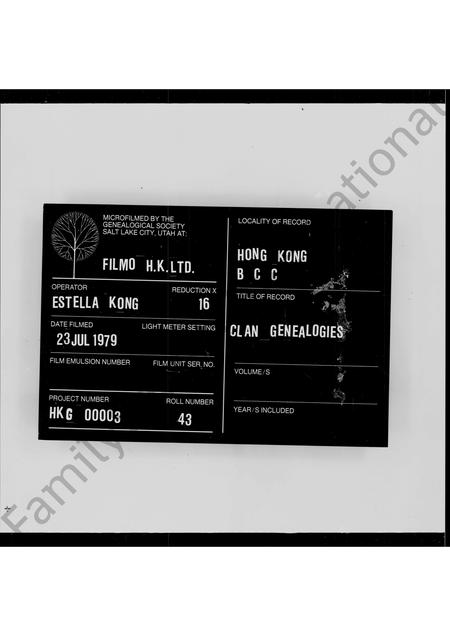 MICROFILMED BY THE
GENEALOGICAL SOCIETY
SALT LAKE CITY, UTAH AT:
FILMO H.K.LTD.
OPERATOR REDUCTION X
ESTELLA KONG 16
DATE FILMED LIGHT METER SETTING
23 JUL 1979
FILM EMULSION NUMBER FILM UNIT SER. NO.
PROJECT NUMBER ROLL NUMBER
HKG 00003 43
LOCALITY OF RECORD
HONG KONG
B C C
TITLE OF RECORD
CLAN GENEALOGIES
VOLUME/S
YEAR/S INCLUDED
Family
national